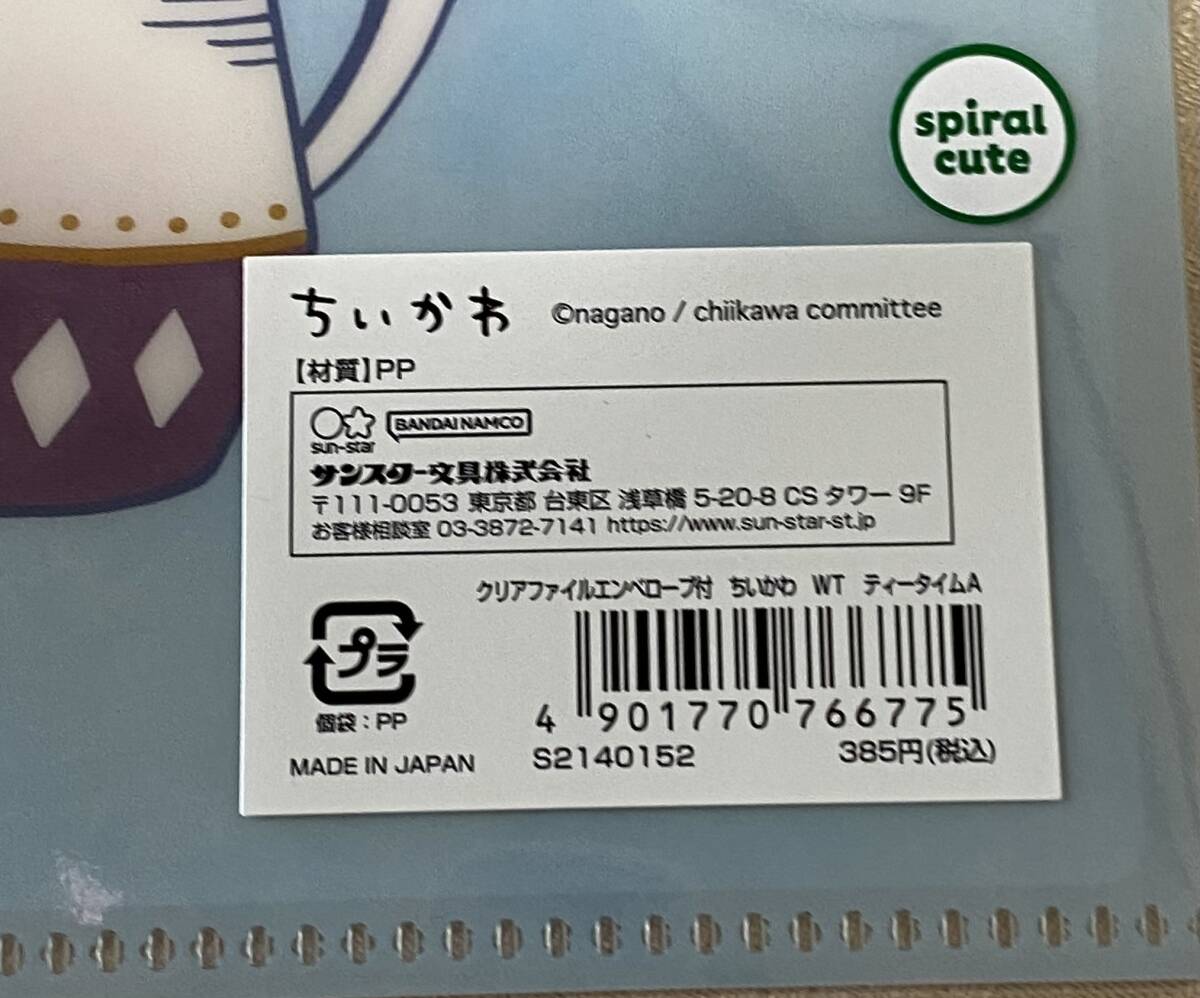 spiral
cute
ちいかわ ©nagano / chiikawa committee
【材質】PP
sun-star BANDAI NAMCO
サンスター文具株式会社
〒111-0053 東京都 台東区 浅草橋 5-20-8 CS タワー 9F
お客様相談室 03-3872-7141 https://www.sun-star-st.jp
クリアファイルエンベロープ付 ちいかわ WT ティータイムA
プラ
4 901770 766775
個袋：PP
MADE IN JAPAN S2140152 385円(税込)